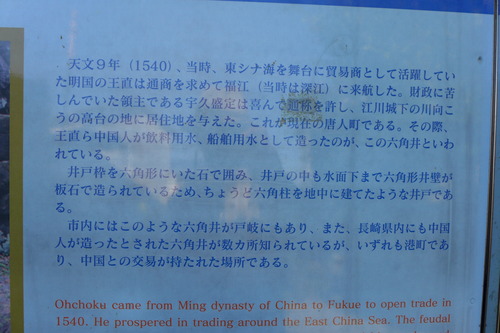 天文9年（1540）、当時、東シナ海を舞台に貿易商として活躍してい
た明国の王直は通商を求めて福江（当時は深江）に来航した。財政に苦
しんでいた領主である宇久盛定は喜んで通商を許し、江川城下の川向こ
うの高台の地に居住地を与えた。これが現在の唐人町である。その際、
王直ら中国人が飲料用水、船舶用水として造ったのが、この六角井といわ
れている。
井戸枠を六角形にいた石で囲み、井戸の中も水面下まで六角形井壁が
板石で造られているため、ちょうど六角柱を地中に建てたような井戸であ
る。
市内にはこのような六角井が戸岐にもあり、また、長崎県内にも中国
人が造ったとされた六角井が数カ所知られているが、いずれも港町であ
り、中国との交易が持たれた場所である。
Ohchoku came from Ming dynasty of China to Fukue to open trade in
1540. He prospered in trading around the East China Sea. The feudal